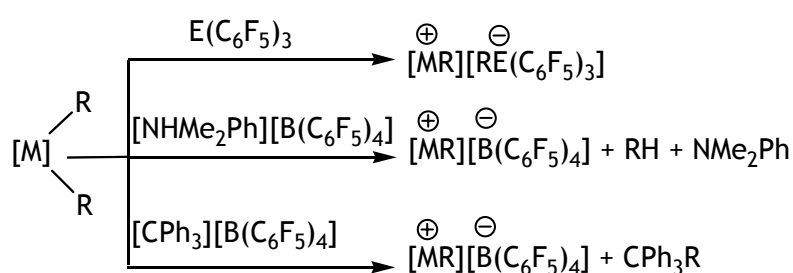 E(C₆F₅)₃
[M̊R][RE(C₆F₅)₃]
⊕ ⊖
R
[M]
R
[NHMe₂Ph][B(C₆F₅)₄]
⊕ ⊖
[MR][B(C₆F₅)₄] + RH + NMe₂Ph
[CPh₃][B(C₆F₅)₄]
⊕ ⊖
[MR][B(C₆F₅)₄] + CPh₃R